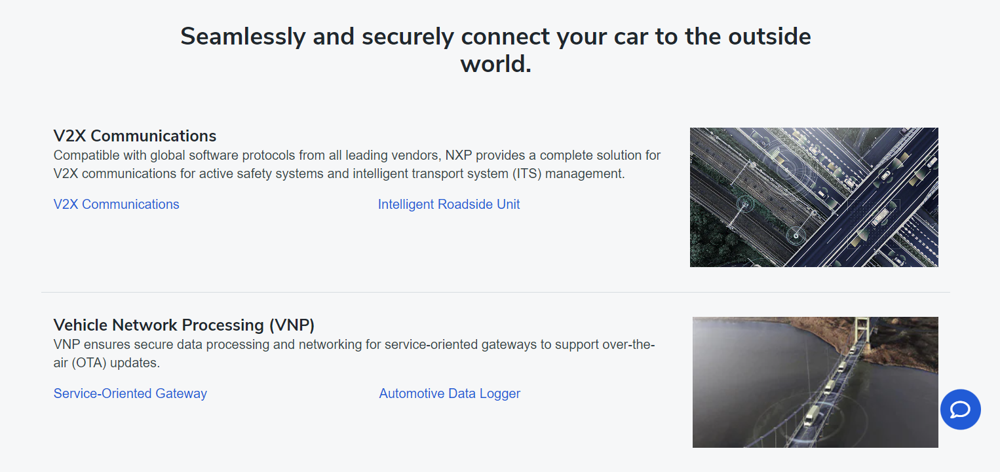 Seamlessly and securely connect your car to the outside
world.
V2X Communications
Compatible with global software protocols from all leading vendors, NXP provides a complete solution for
V2X communications for active safety systems and intelligent transport system (ITS) management.
V2X Communications
Intelligent Roadside Unit
Vehicle Network Processing (VNP)
VNP ensures secure data processing and networking for service-oriented gateways to support over-the-
air (OTA) updates.
Service-Oriented Gateway
Automotive Data Logger